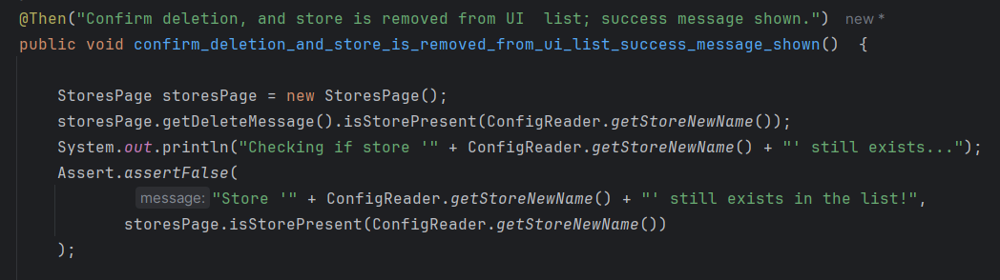 @Then("Confirm deletion, and store is removed from UI  list; success message shown.") new *
public void confirm_deletion_and_store_is_removed_from_ui_list_success_message_shown()  {
StoresPage storesPage = new StoresPage();
storesPage.getDeleteMessage().isStorePresent(ConfigReader.getStoreNewName());
System.out.println("Checking if store '" + ConfigReader.getStoreNewName() + "' still exists...");
Assert.assertFalse(
message: "Store '" + ConfigReader.getStoreNewName() + "' still exists in the list!",
storesPage.isStorePresent(ConfigReader.getStoreNewName())
);